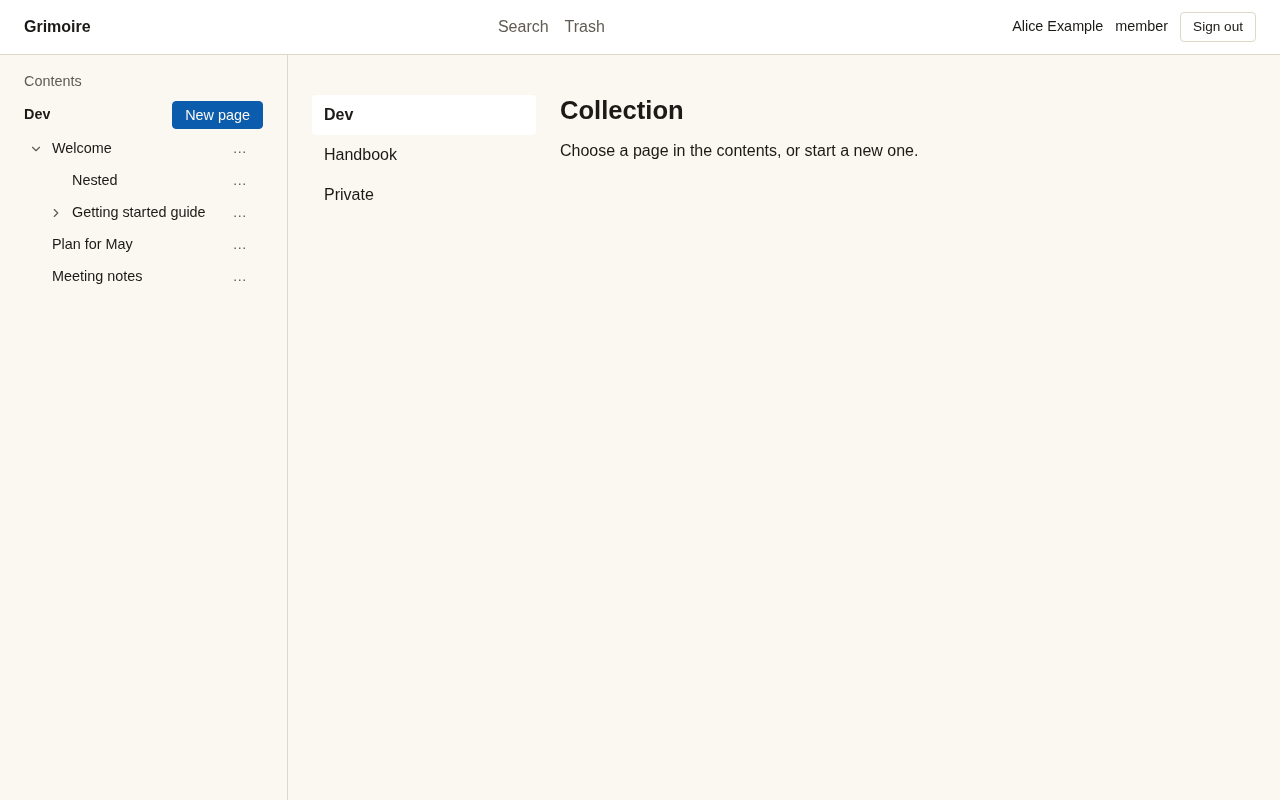 Grimoire
Search Trash
Alice Example member Sign out
Contents
Dev New page
Welcome ...
Nested ...
Getting started guide ...
Plan for May ...
Meeting notes ...
Dev
Handbook
Private
Collection
Choose a page in the contents, or start a new one.